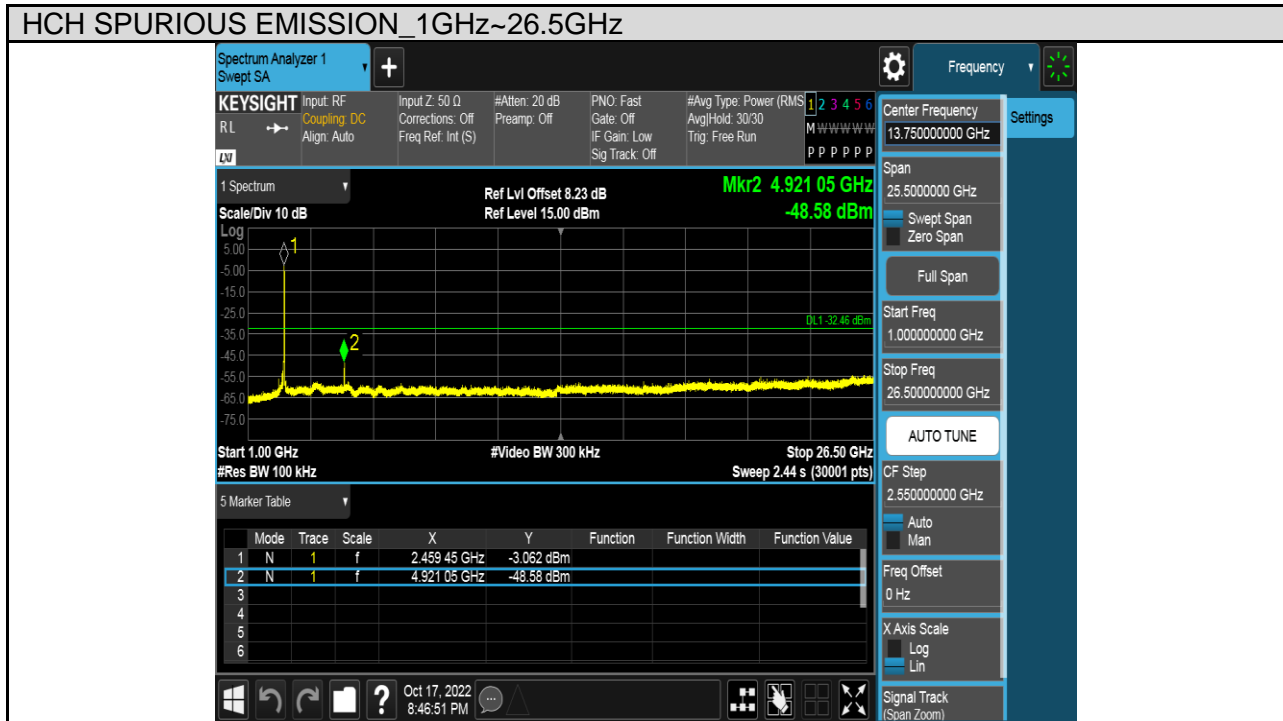 HCH SPURIOUS EMISSION_1GHz~26.5GHz
Spectrum Analyzer 1
Swept SA
Frequency
KEYSIGHT Input: RF Input Z: 50 Ω #Atten: 20 dB PNO: Fast #Avg Type: Power (RMS 1 2 3 4 5 6
RL Coupling: DC Corrections: Off Preamp: Off Gate: Off Avg|Hold: 30/30 M W W W W W
Align: Auto Freq Ref: Int (S) IF Gain: Low Trig: Free Run
LXI Sig Track: Off P P P P P P
1 Spectrum
Ref Lvl Offset 8.23 dB
Mkr2 4.921 05 GHz
Scale/Div 10 dB Ref Level 15.00 dBm -48.58 dBm
Log
5.00
1
-5.00
-15.0
-25.0
DL1 -32.46 dBm
-35.0
2
-45.0
-55.0
-65.0
-75.0
Start 1.00 GHz #Video BW 300 kHz Stop 26.50 GHz
#Res BW 100 kHz Sweep 2.44 s (30001 pts)
5 Marker Table
Mode Trace Scale X Y Function Function Width Function Value
1 N 1 f 2.459 45 GHz -3.062 dBm
2 N 1 f 4.921 05 GHz -48.58 dBm
3
4
5
6
Oct 17, 2022
8:46:51 PM
Center Frequency
13.75000000 GHz
Settings
Span
25.5000000 GHz
Swept Span
Zero Span
Full Span
Start Freq
1.000000000 GHz
Stop Freq
26.500000000 GHz
AUTO TUNE
CF Step
2.550000000 GHz
Auto
Man
Freq Offset
0 Hz
X Axis Scale
Log
Lin
Signal Track
(Span Zoom)